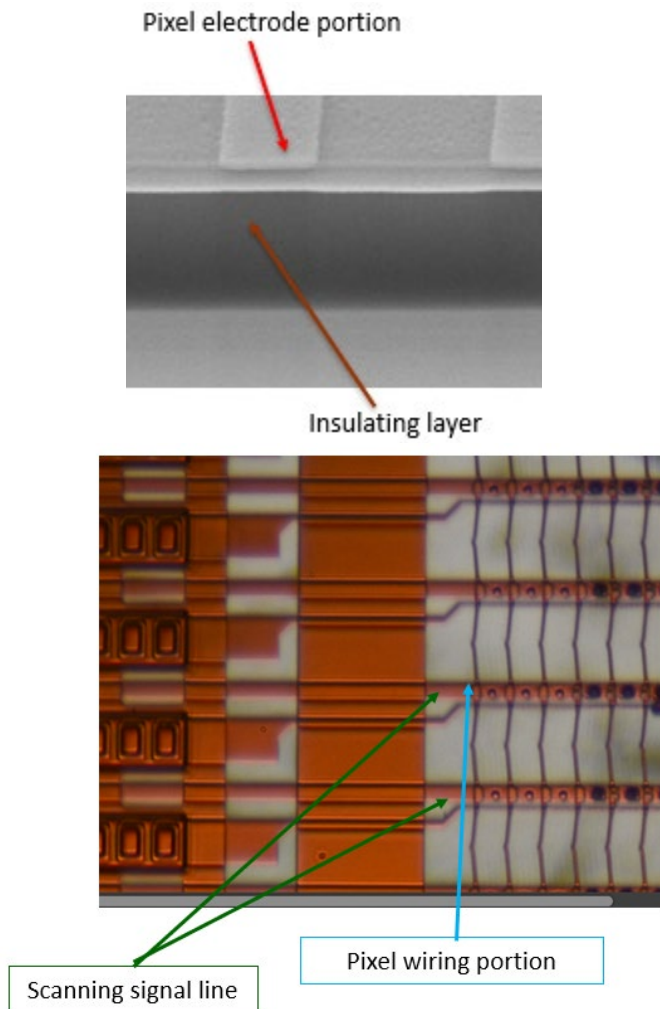 Pixel electrode portion
Insulating layer
Pixel wiring portion
Scanning signal line